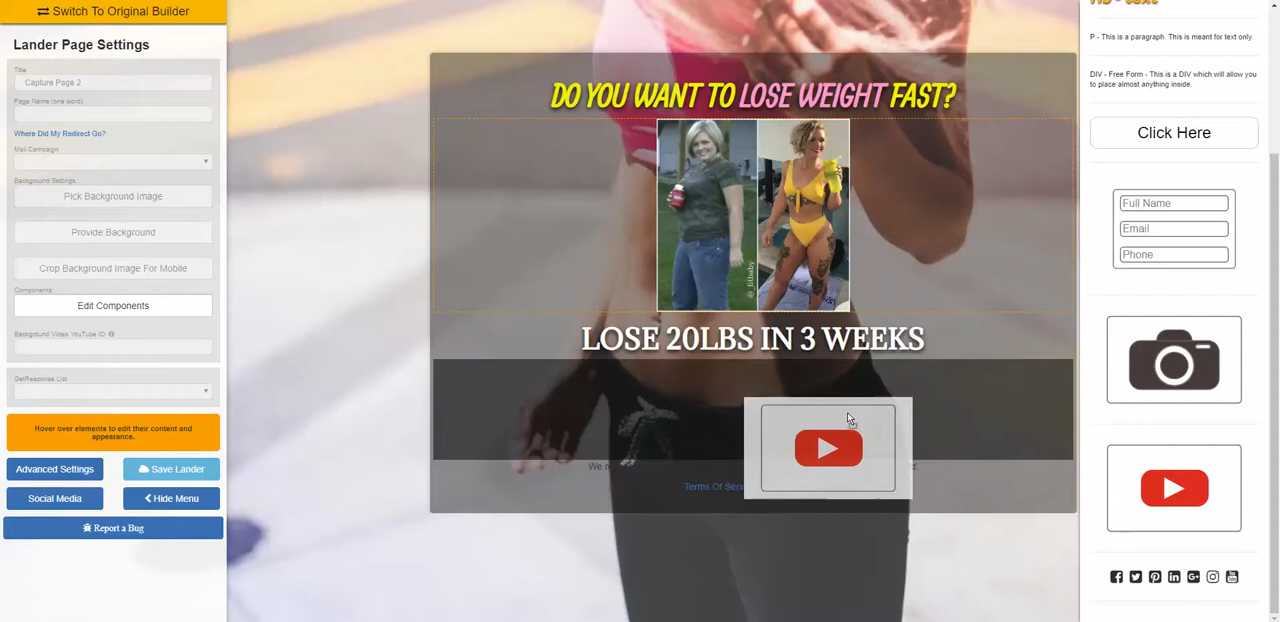 Switch To Original Builder
Lander Page Settings
Title
Capture Page 2
Page Name (one word)
Where Did My Redirect Go?
Mail Campaign
Background Settings:
Pick Background Image
Provide Background
Crop Background Image For Mobile
Components:
Edit Components
Background Video YouTube ID:
GetResponse List
Hover over elements to edit their content and
appearance.
Advanced Settings
Save Lander
Social Media
Hide Menu
Report a Bug
DO YOU WANT TO LOSE WEIGHT FAST?
@_fitbaby
LOSE 20LBS IN 3 WEEKS
We
Terms Of
P - This is a paragraph. This is meant for text only.
DIV - Free Form - This is a DIV which will allow you
to place almost anything inside.
Click Here
Full Name
Email
Phone